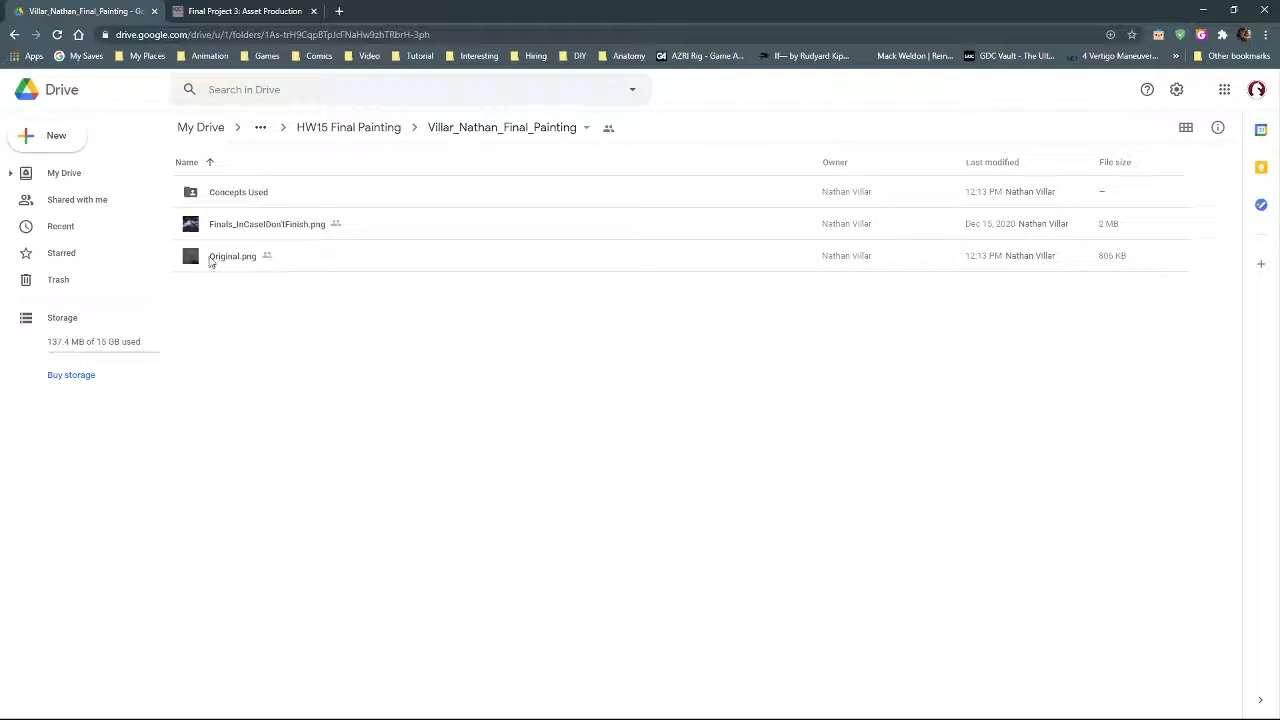 Villar_Nathan_Final_Painting - Go
Final Project 3: Asset Production
drive.google.com/drive/u/1/folders/1As-trH9Cqp8TpJcFNaHw9zhTRbrH-3ph
Apps My Saves My Places Animation Games Comics Video Tutorial Interesting Hiring DIY Anatomy AZRI Rig - Game A... If— by Rudyard Kip... Mack Weldon | Rein... GDC Vault - The Ult... 4 Vertigo Maneuver... » Other bookmarks
Drive
Search in Drive
New
My Drive
Shared with me
Recent
Starred
Trash
Storage
137.4 MB of 15 GB used
Buy storage
My Drive > ... > HW15 Final Painting > Villar_Nathan_Final_Painting
Name Owner Last modified File size
Concepts Used Nathan Villar 12:13 PM Nathan Villar —
Finals_InCaseIDon'tFinish.png Nathan Villar Dec 15, 2020 Nathan Villar 2 MB
Original.png Nathan Villar 12:13 PM Nathan Villar 806 KB